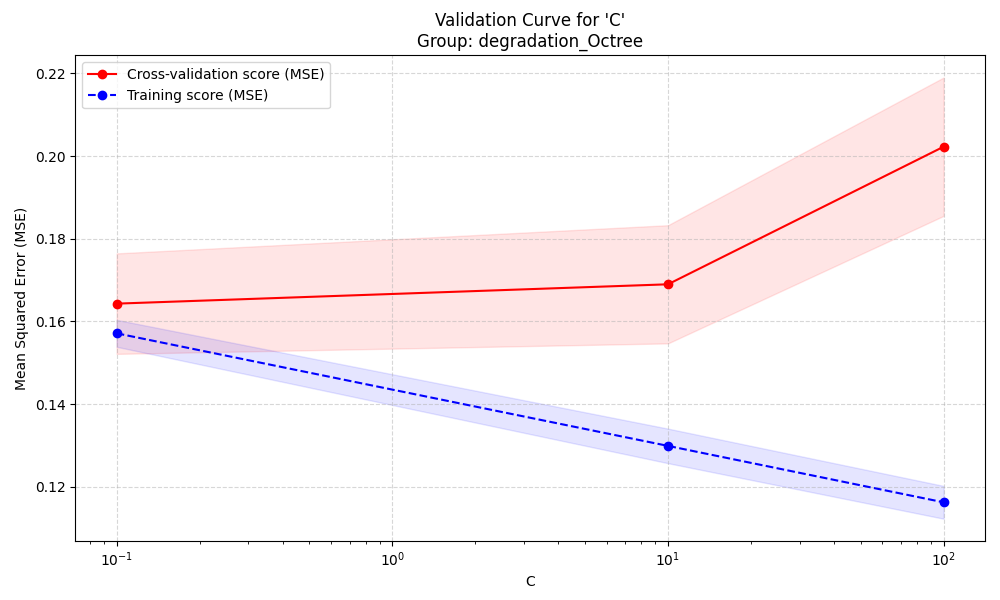 Validation Curve for 'C'
Group: degradation_Octree
Cross-validation score (MSE)
Training score (MSE)
Mean Squared Error (MSE)
0.22
0.20
0.18
0.16
0.14
0.12
10⁻¹
10⁰
10¹
10²
C